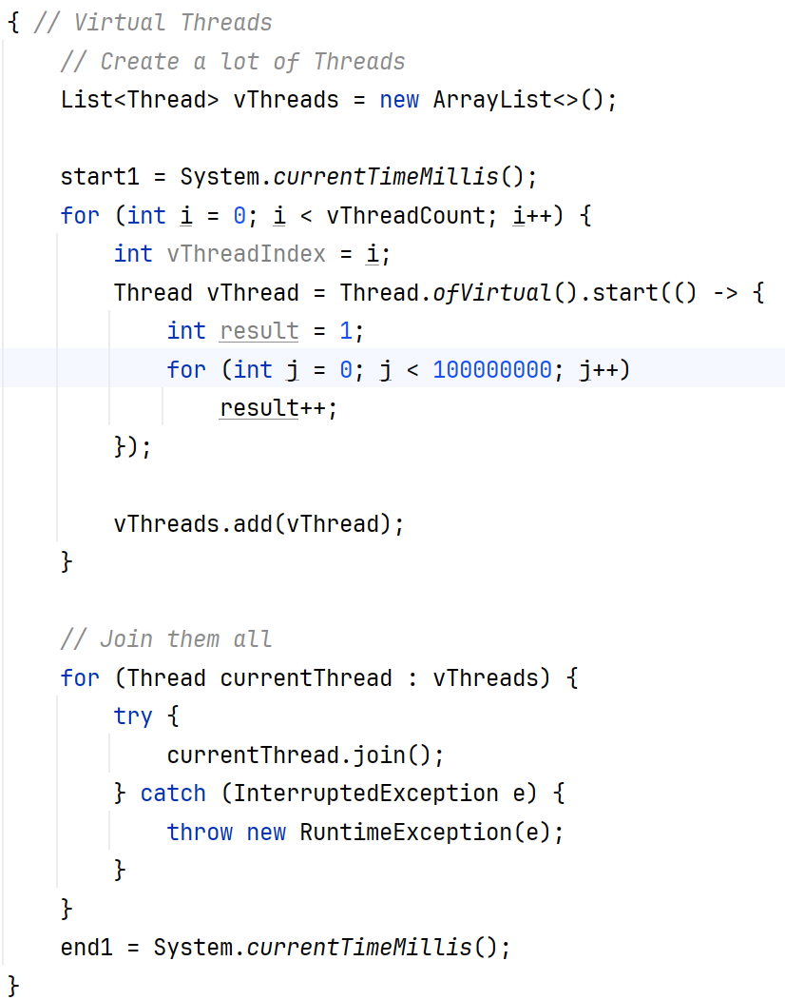 { // Virtual Threads
    // Create a lot of Threads
    List<Thread> vThreads = new ArrayList<>();

    start1 = System.currentTimeMillis();
    for (int i = 0; i < vThreadCount; i++) {
        int vThreadIndex = i;
        Thread vThread = Thread.ofVirtual().start(() -> {
            int result = 1;
            for (int j = 0; j < 100000000; j++)
                result++;
        });

        vThreads.add(vThread);
    }

    // Join them all
    for (Thread currentThread : vThreads) {
        try {
            currentThread.join();
        } catch (InterruptedException e) {
            throw new RuntimeException(e);
        }
    }
    end1 = System.currentTimeMillis();
}